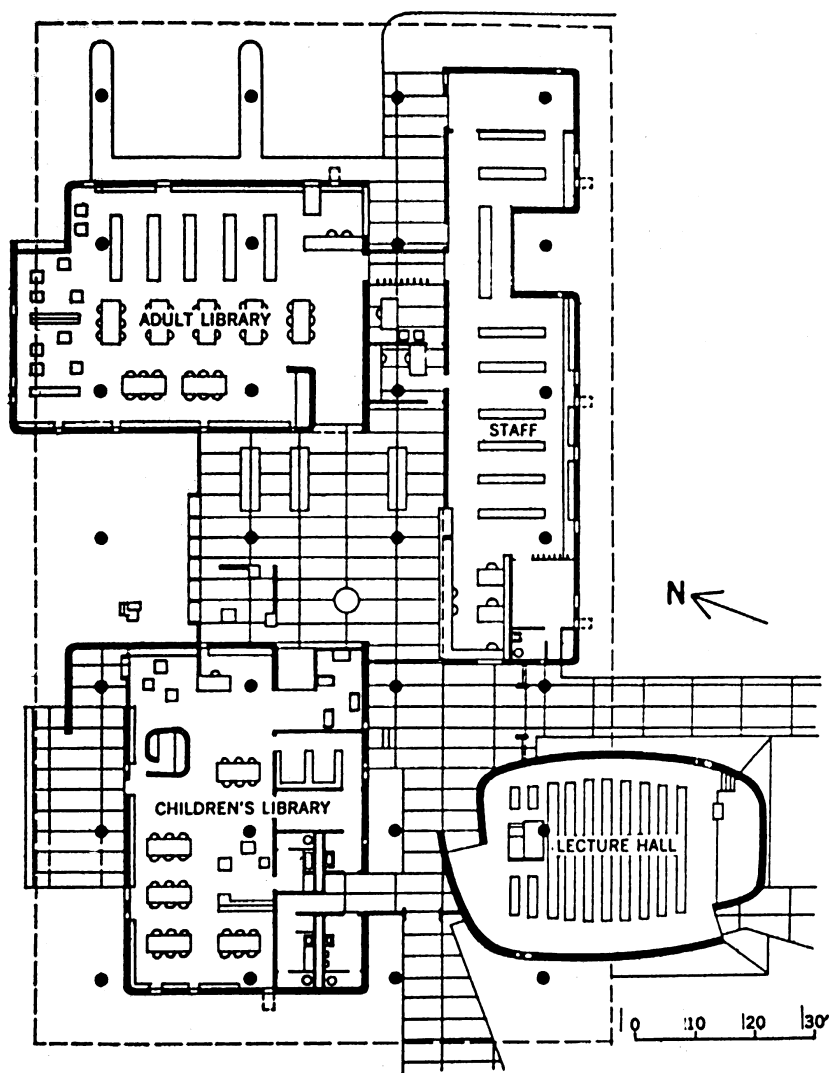 ADULT LIBRARY
STAFF
N
CHILDREN'S LIBRARY
LECTURE HALL
0 10 20 30'